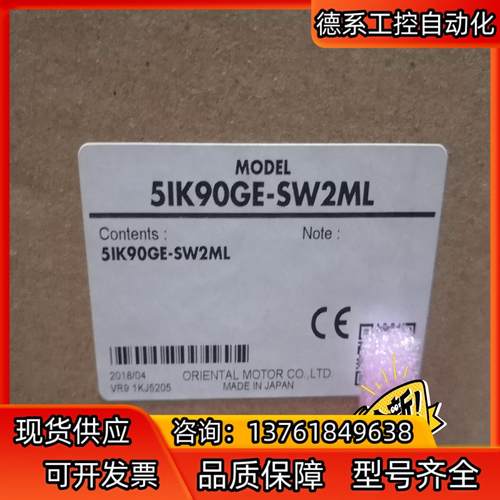 德系工控自动化
MODEL
5IK90GE-SW2ML
Contents :
Note :
5IK90GE-SW2ML
CE
2018/04
ORIENTAL MOTOR CO.,LTD.
VR9 1KJ6205
MADE IN JAPAN
现货供应
咨询：13761849638
可开发票
品质保障
型号齐全